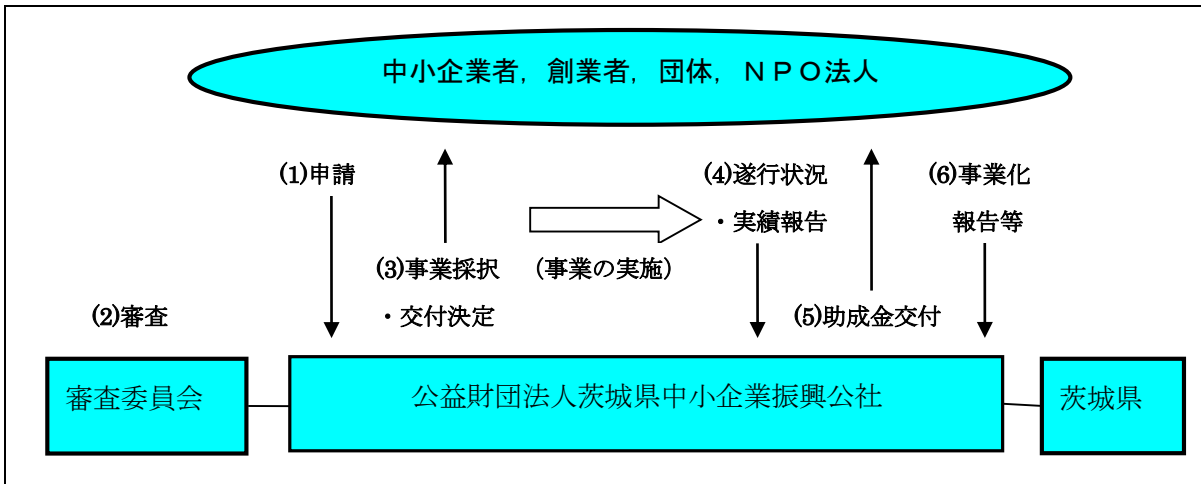 中小企業者，創業者，団体，ＮＰＯ法人
(1)申請
(4)遂行状況
・実績報告
(6)事業化
報告等
(3)事業採択
・交付決定
（事業の実施）
(2)審査
(5)助成金交付
審査委員会
公益財団法人茨城県中小企業振興公社
茨城県